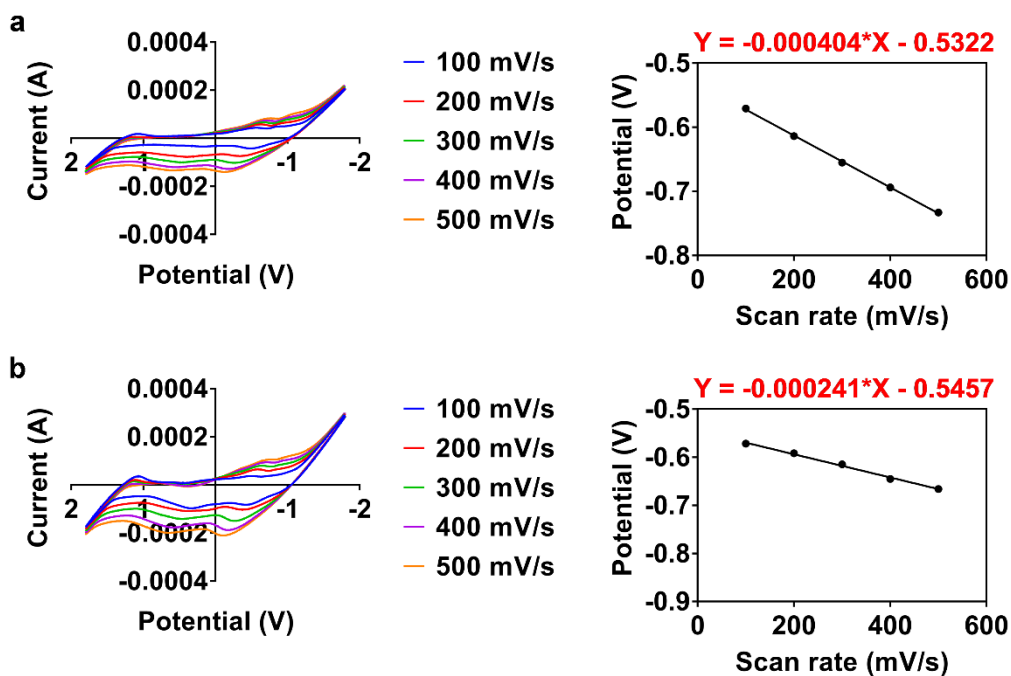 a
0.0004
0.0002
-0.0002
-0.0004
2
1
-1
-2
Current (A)
Potential (V)
100 mV/s
200 mV/s
300 mV/s
400 mV/s
500 mV/s
Y = -0.000404*X - 0.5322
-0.5
-0.6
-0.7
-0.8
0
200
400
600
Potential (V)
Scan rate (mV/s)
b
0.0004
0.0002
-0.0002
-0.0004
2
1
-1
-2
Current (A)
Potential (V)
100 mV/s
200 mV/s
300 mV/s
400 mV/s
500 mV/s
Y = -0.000241*X - 0.5457
-0.5
-0.6
-0.7
-0.8
-0.9
0
200
400
600
Potential (V)
Scan rate (mV/s)